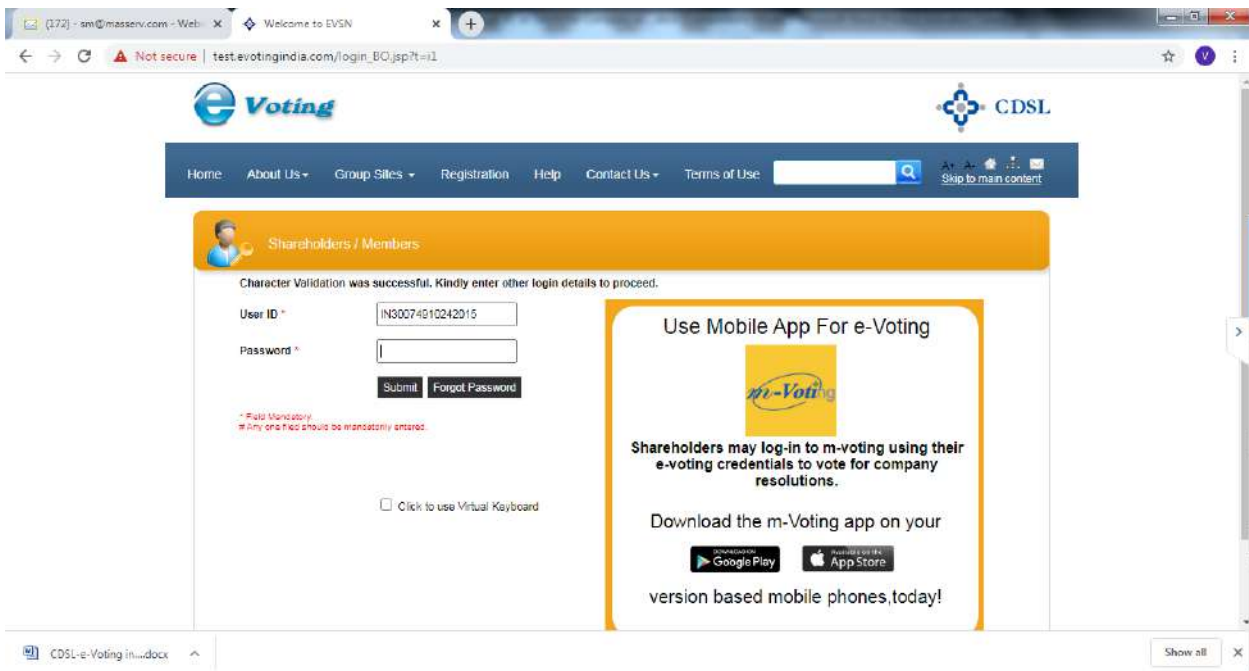 (172) - sm@masserv.com - Web
Welcome to EVSN
Not secure | test.evotingindia.com/login_BO.jsp?t=i1
V
e Voting
CDSL
Home About Us Group Sites Registration Help Contact Us Terms of Use
A+ A-
Skip to main content
Shareholders / Members
Character Validation was successful. Kindly enter other login details to proceed.
User ID * IN30074910242015
Password *
Submit Forgot Password
* Field Mandatory.
# Any one filed should be mandatorily entered.
Click to use Virtual Keyboard
Use Mobile App For e-Voting
m-Voting
Shareholders may log-in to m-voting using their
e-voting credentials to vote for company
resolutions.
Download the m-Voting app on your
Google Play
Available on the
App Store
version based mobile phones,today!
CDSL-e-Voting in....docx
Show all